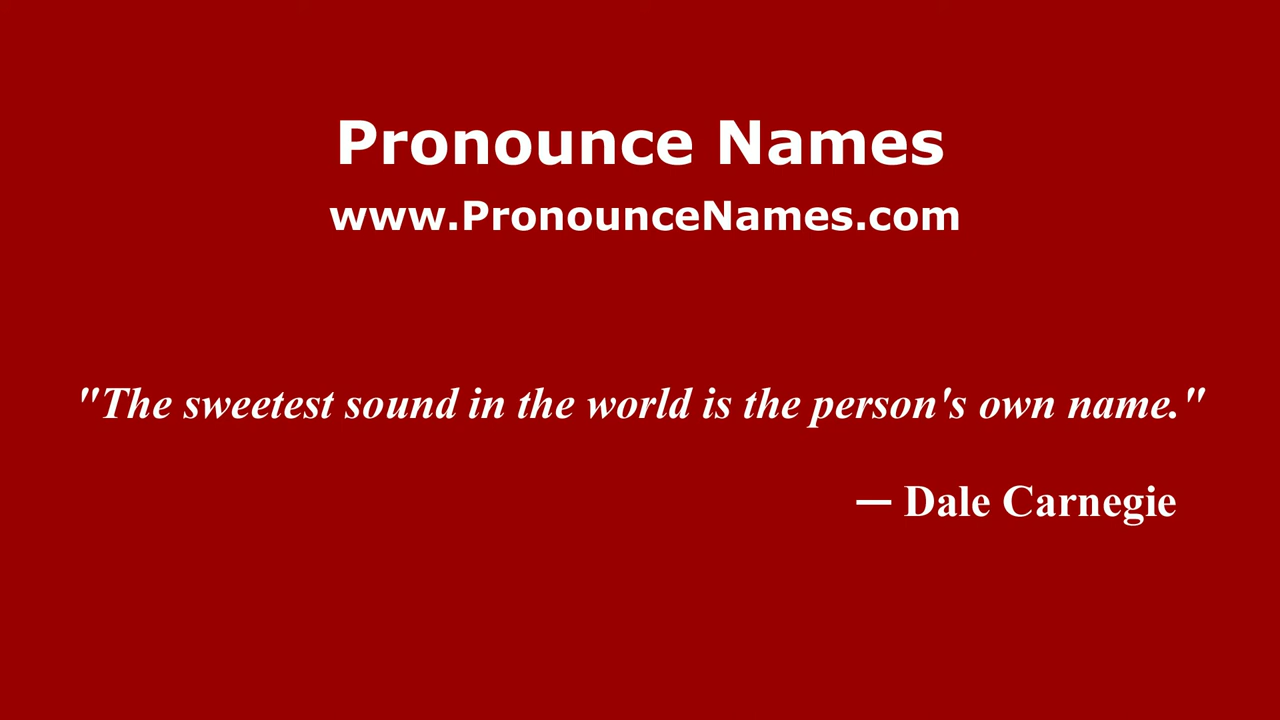 Pronounce Names
www.PronounceNames.com
"The sweetest sound in the world is the person's own name."
— Dale Carnegie